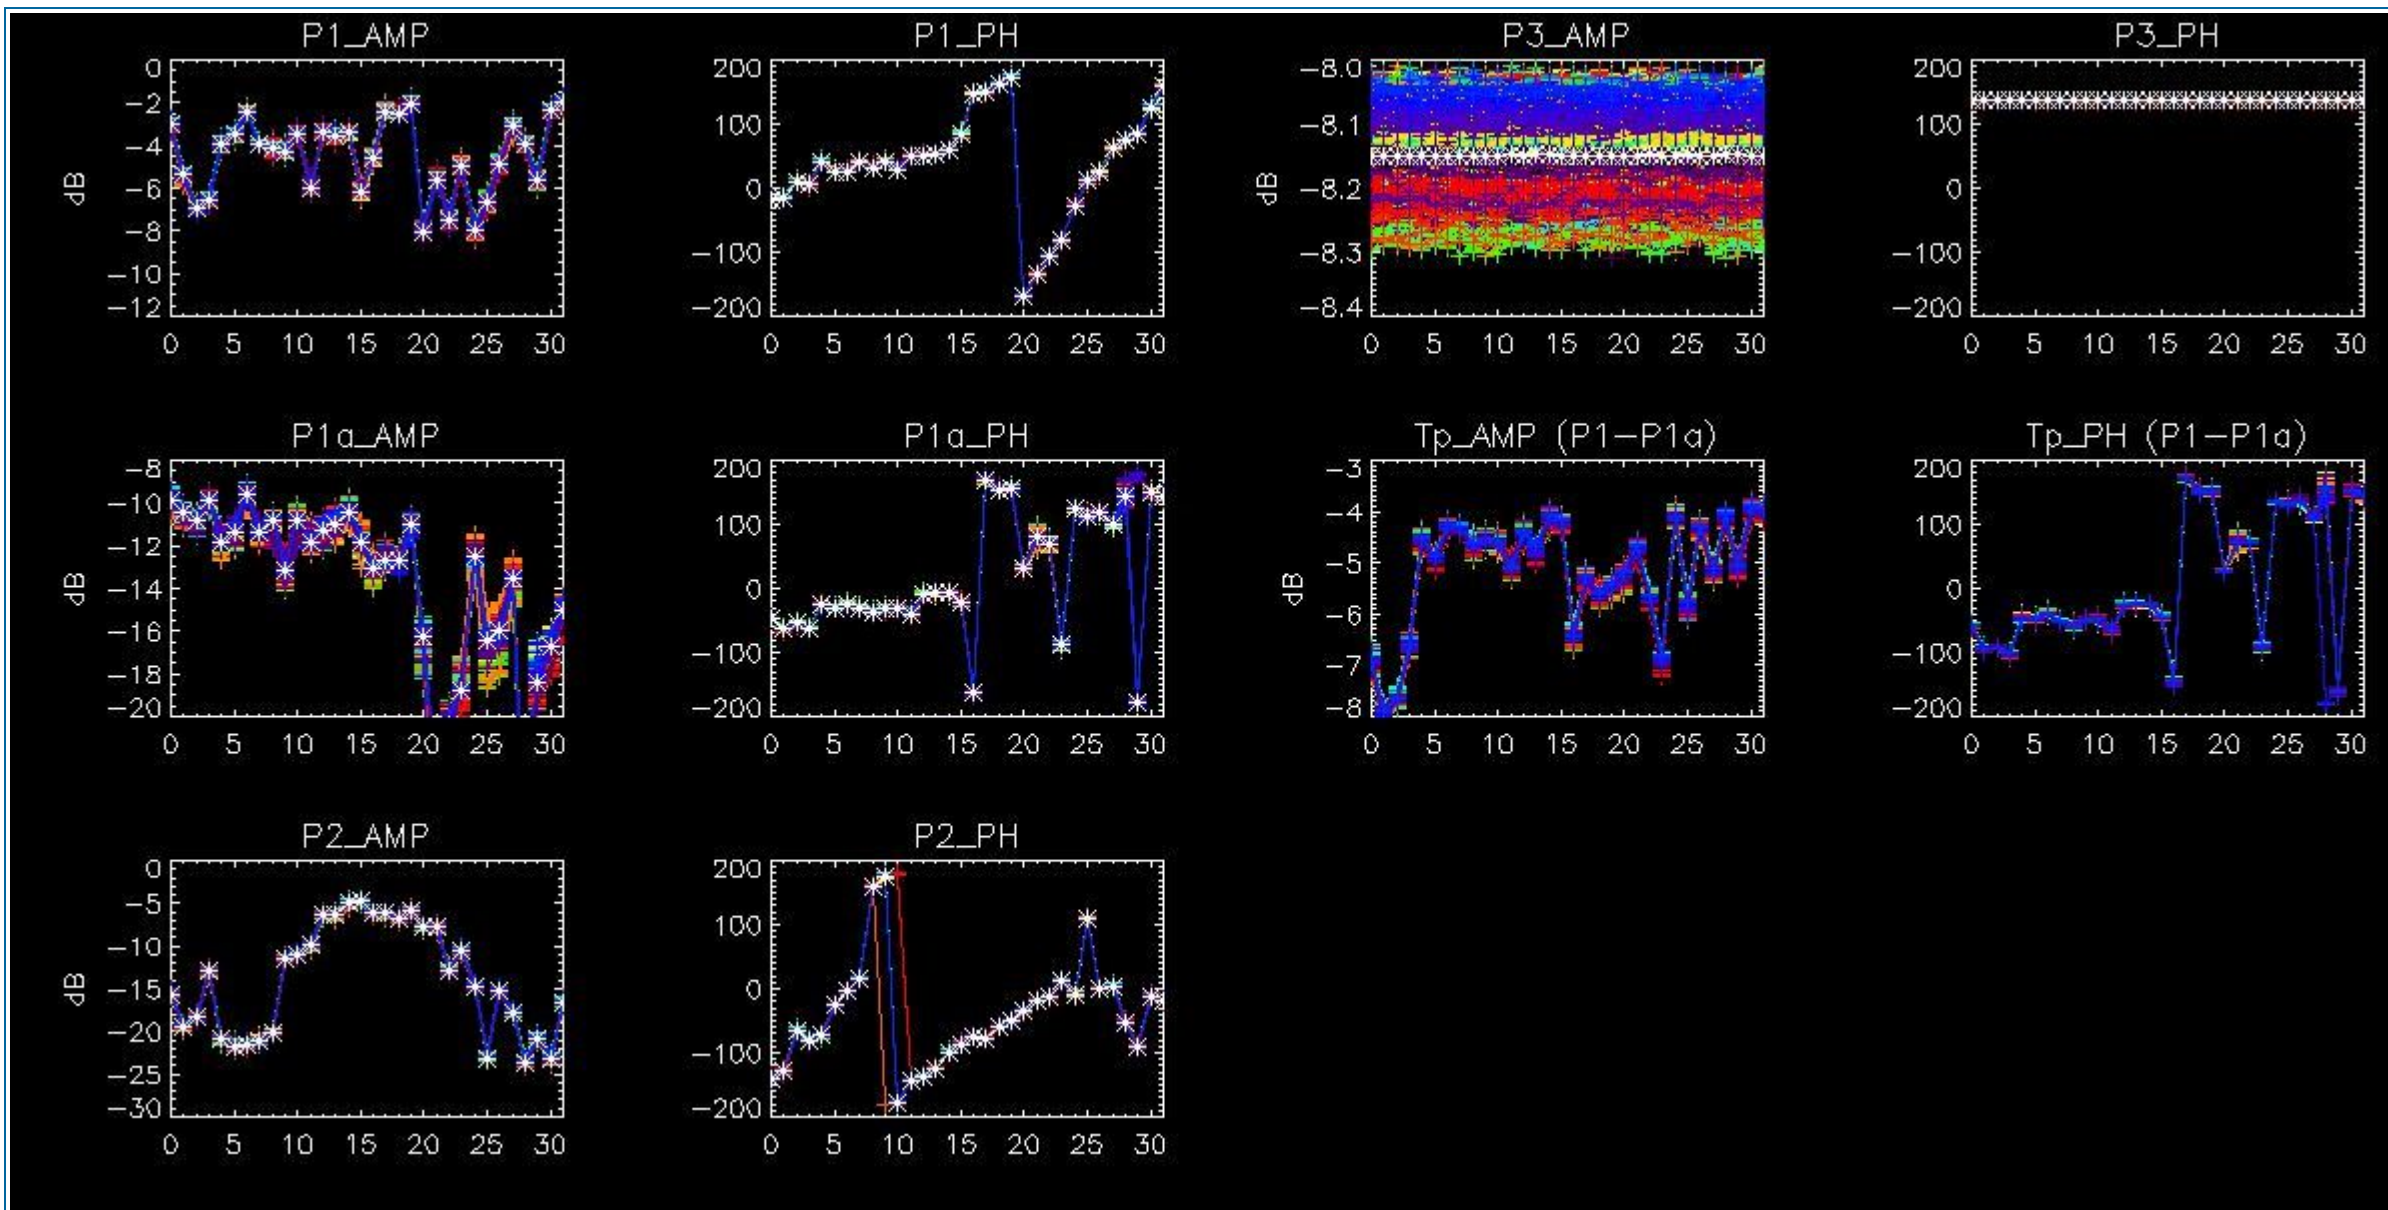 P1_AMP
P1_PH
P3_AMP
P3_PH
0
−2
−4
−6
−8
−10
−12
dB
0 5 10 15 20 25 30
200
100
0
−100
−200
0 5 10 15 20 25 30
−8.0
−8.1
−8.2
−8.3
−8.4
dB
0 5 10 15 20 25 30
200
100
0
−100
−200
0 5 10 15 20 25 30
P1a_AMP
P1a_PH
Tp_AMP (P1−P1a)
Tp_PH (P1−P1a)
−8
−10
−12
−14
−16
−18
−20
dB
0 5 10 15 20 25 30
200
100
0
−100
−200
0 5 10 15 20 25 30
−3
−4
−5
−6
−7
−8
dB
0 5 10 15 20 25 30
200
100
0
−100
−200
0 5 10 15 20 25 30
P2_AMP
P2_PH
0
−5
−10
−15
−20
−25
−30
dB
0 5 10 15 20 25 30
200
100
0
−100
−200
0 5 10 15 20 25 30